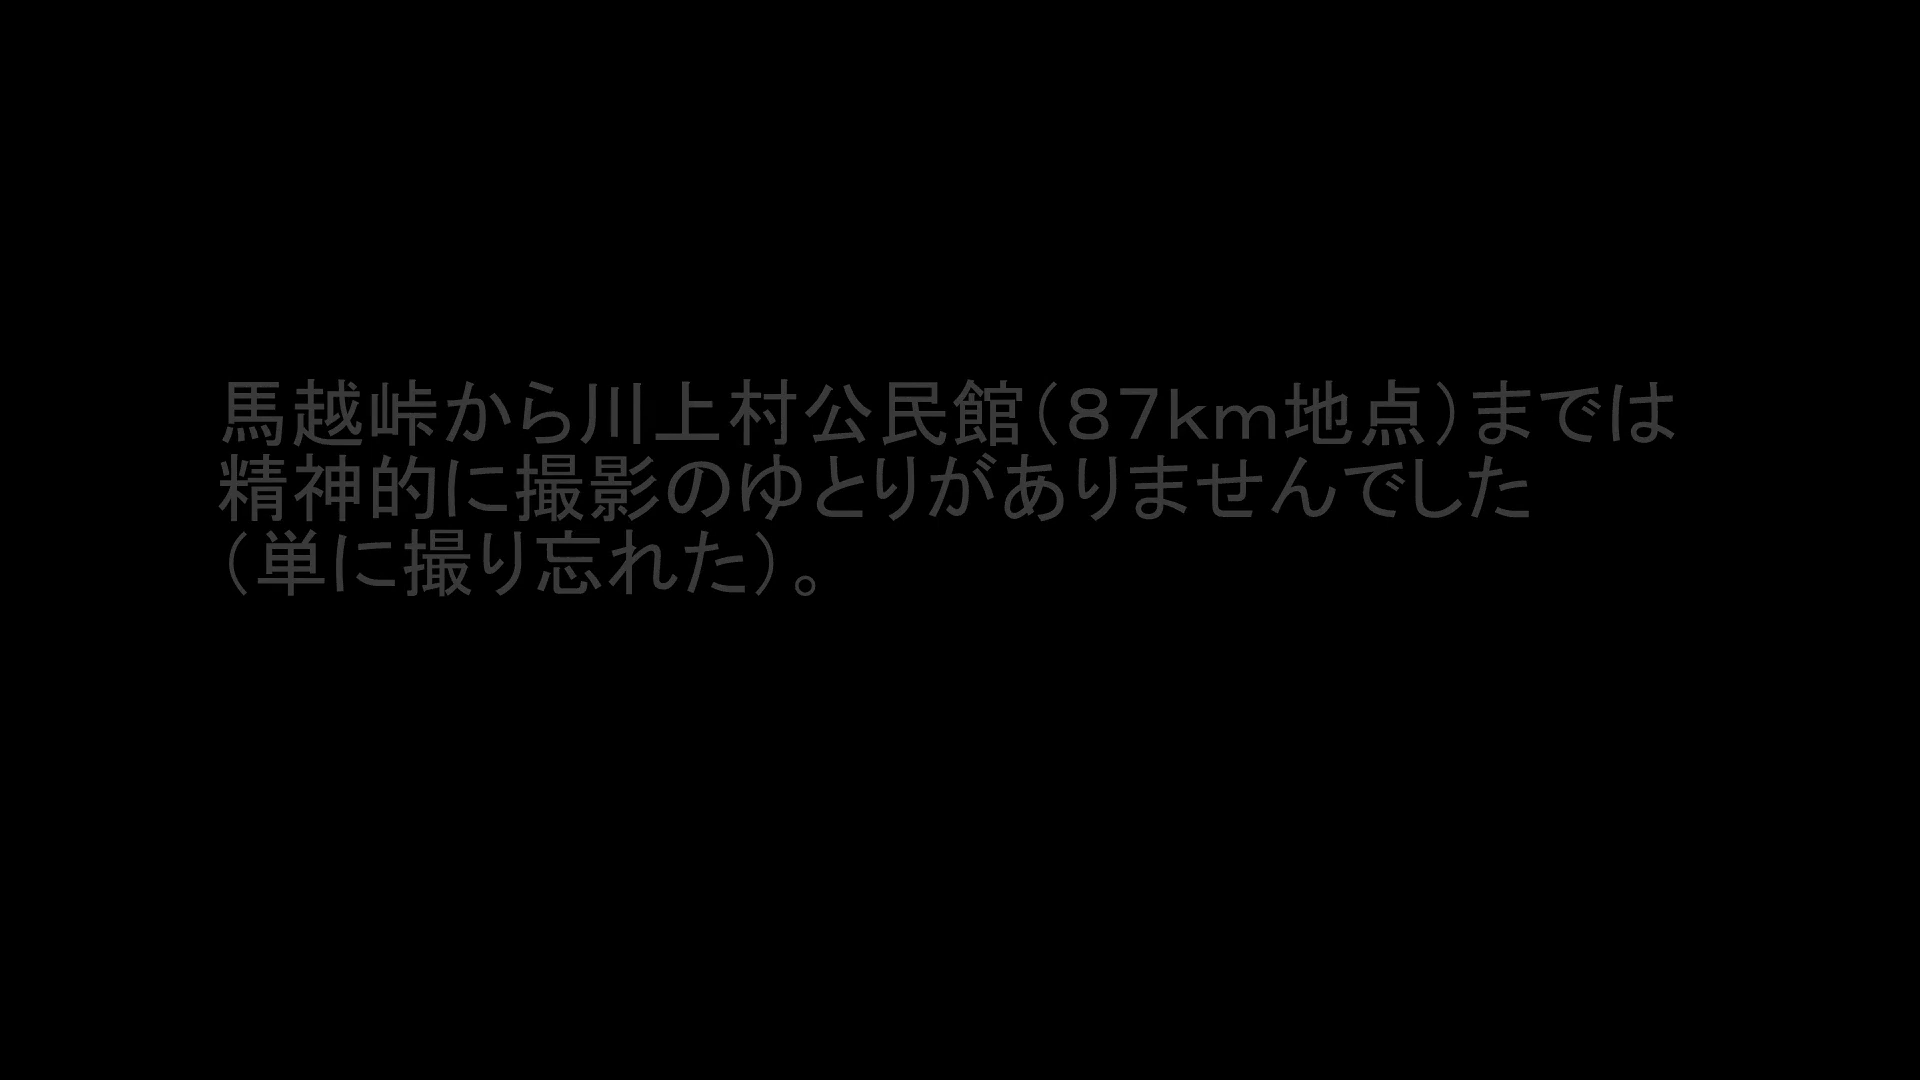 馬越峠から川上村公民館（８７ｋｍ地点）までは
精神的に撮影のゆとりがありませんでした
（単に撮り忘れた）。